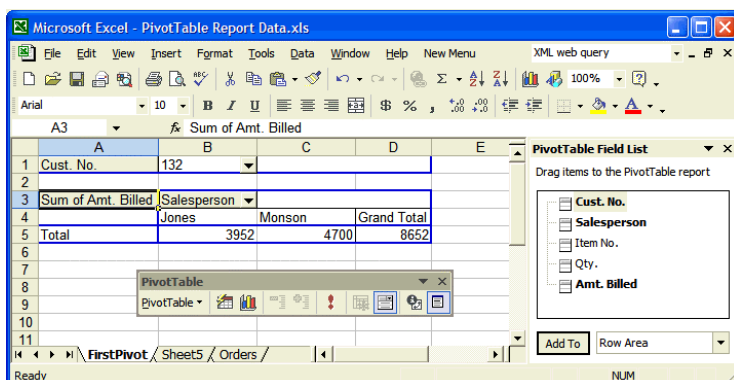 Microsoft Excel - PivotTable Report Data.xls
File Edit View Insert Format Tools Data Window Help New Menu XML web query
100%
Arial 10 B I U $ % , .00 .00
A3 fx Sum of Amt. Billed
A B C D E
1 Cust. No. 132
2
3 Sum of Amt. Billed Salesperson
4 Jones Monson Grand Total
5 Total 3952 4700 8652
6
7
8
9
10
11
PivotTable
PivotTable
FirstPivot Sheet5 Orders
Ready NUM
PivotTable Field List
Drag items to the PivotTable report
Cust. No.
Salesperson
Item No.
Qty.
Amt. Billed
Add To Row Area